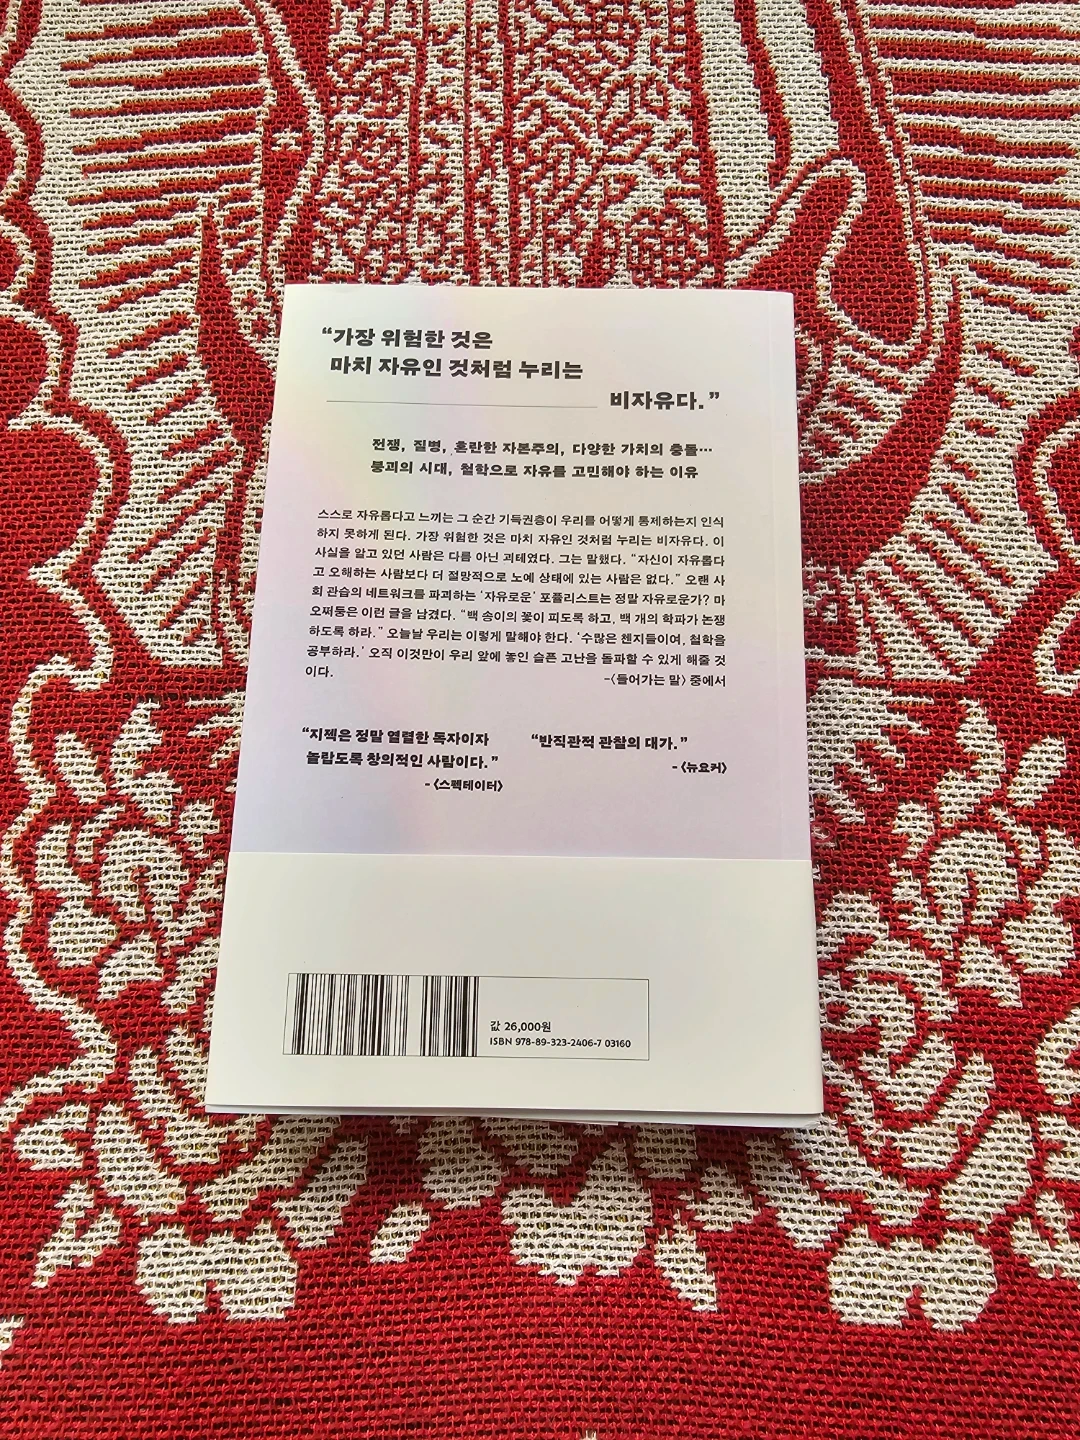 “가장 위험한 것은
마치 자유인 것처럼 누리는
비자유다.”
전쟁, 질병, 혼란한 자본주의, 다양한 가치의 충돌…
붕괴의 시대, 철학으로 자유를 고민해야 하는 이유
스스로 자유롭다고 느끼는 그 순간 기득권층이 우리를 어떻게 통제하는지 인식
하지 못하게 된다. 가장 위험한 것은 마치 자유인 것처럼 누리는 비자유다. 이
사실을 알고 있던 사람은 다름 아닌 괴테였다. 그는 말했다. “자신이 자유롭다
고 오해하는 사람보다 더 절망적으로 노예 상태에 있는 사람은 없다.” 오랜 사
회 관습의 네트워크를 파괴하는 ‘자유로운’ 포퓰리스트는 정말 자유로운가? 마
오쩌둥은 이런 글을 남겼다. “백 송이의 꽃이 피도록 하고, 백 개의 학파가 논쟁
하도록 하라.” 오늘날 우리는 이렇게 말해야 한다. ‘수많은 첸지들이여, 철학을
공부하라.’ 오직 이것만이 우리 앞에 놓인 슬픈 고난을 돌파할 수 있게 해줄 것
이다.
-〈들어가는 말〉 중에서
“지젝은 정말 열렬한 독자이자
놀랍도록 창의적인 사람이다.”
-〈스펙테이터〉
“반직관적 관찰의 대가.”
-〈뉴요커〉
값 26,000원
ISBN 978-89-323-2406-7 03160